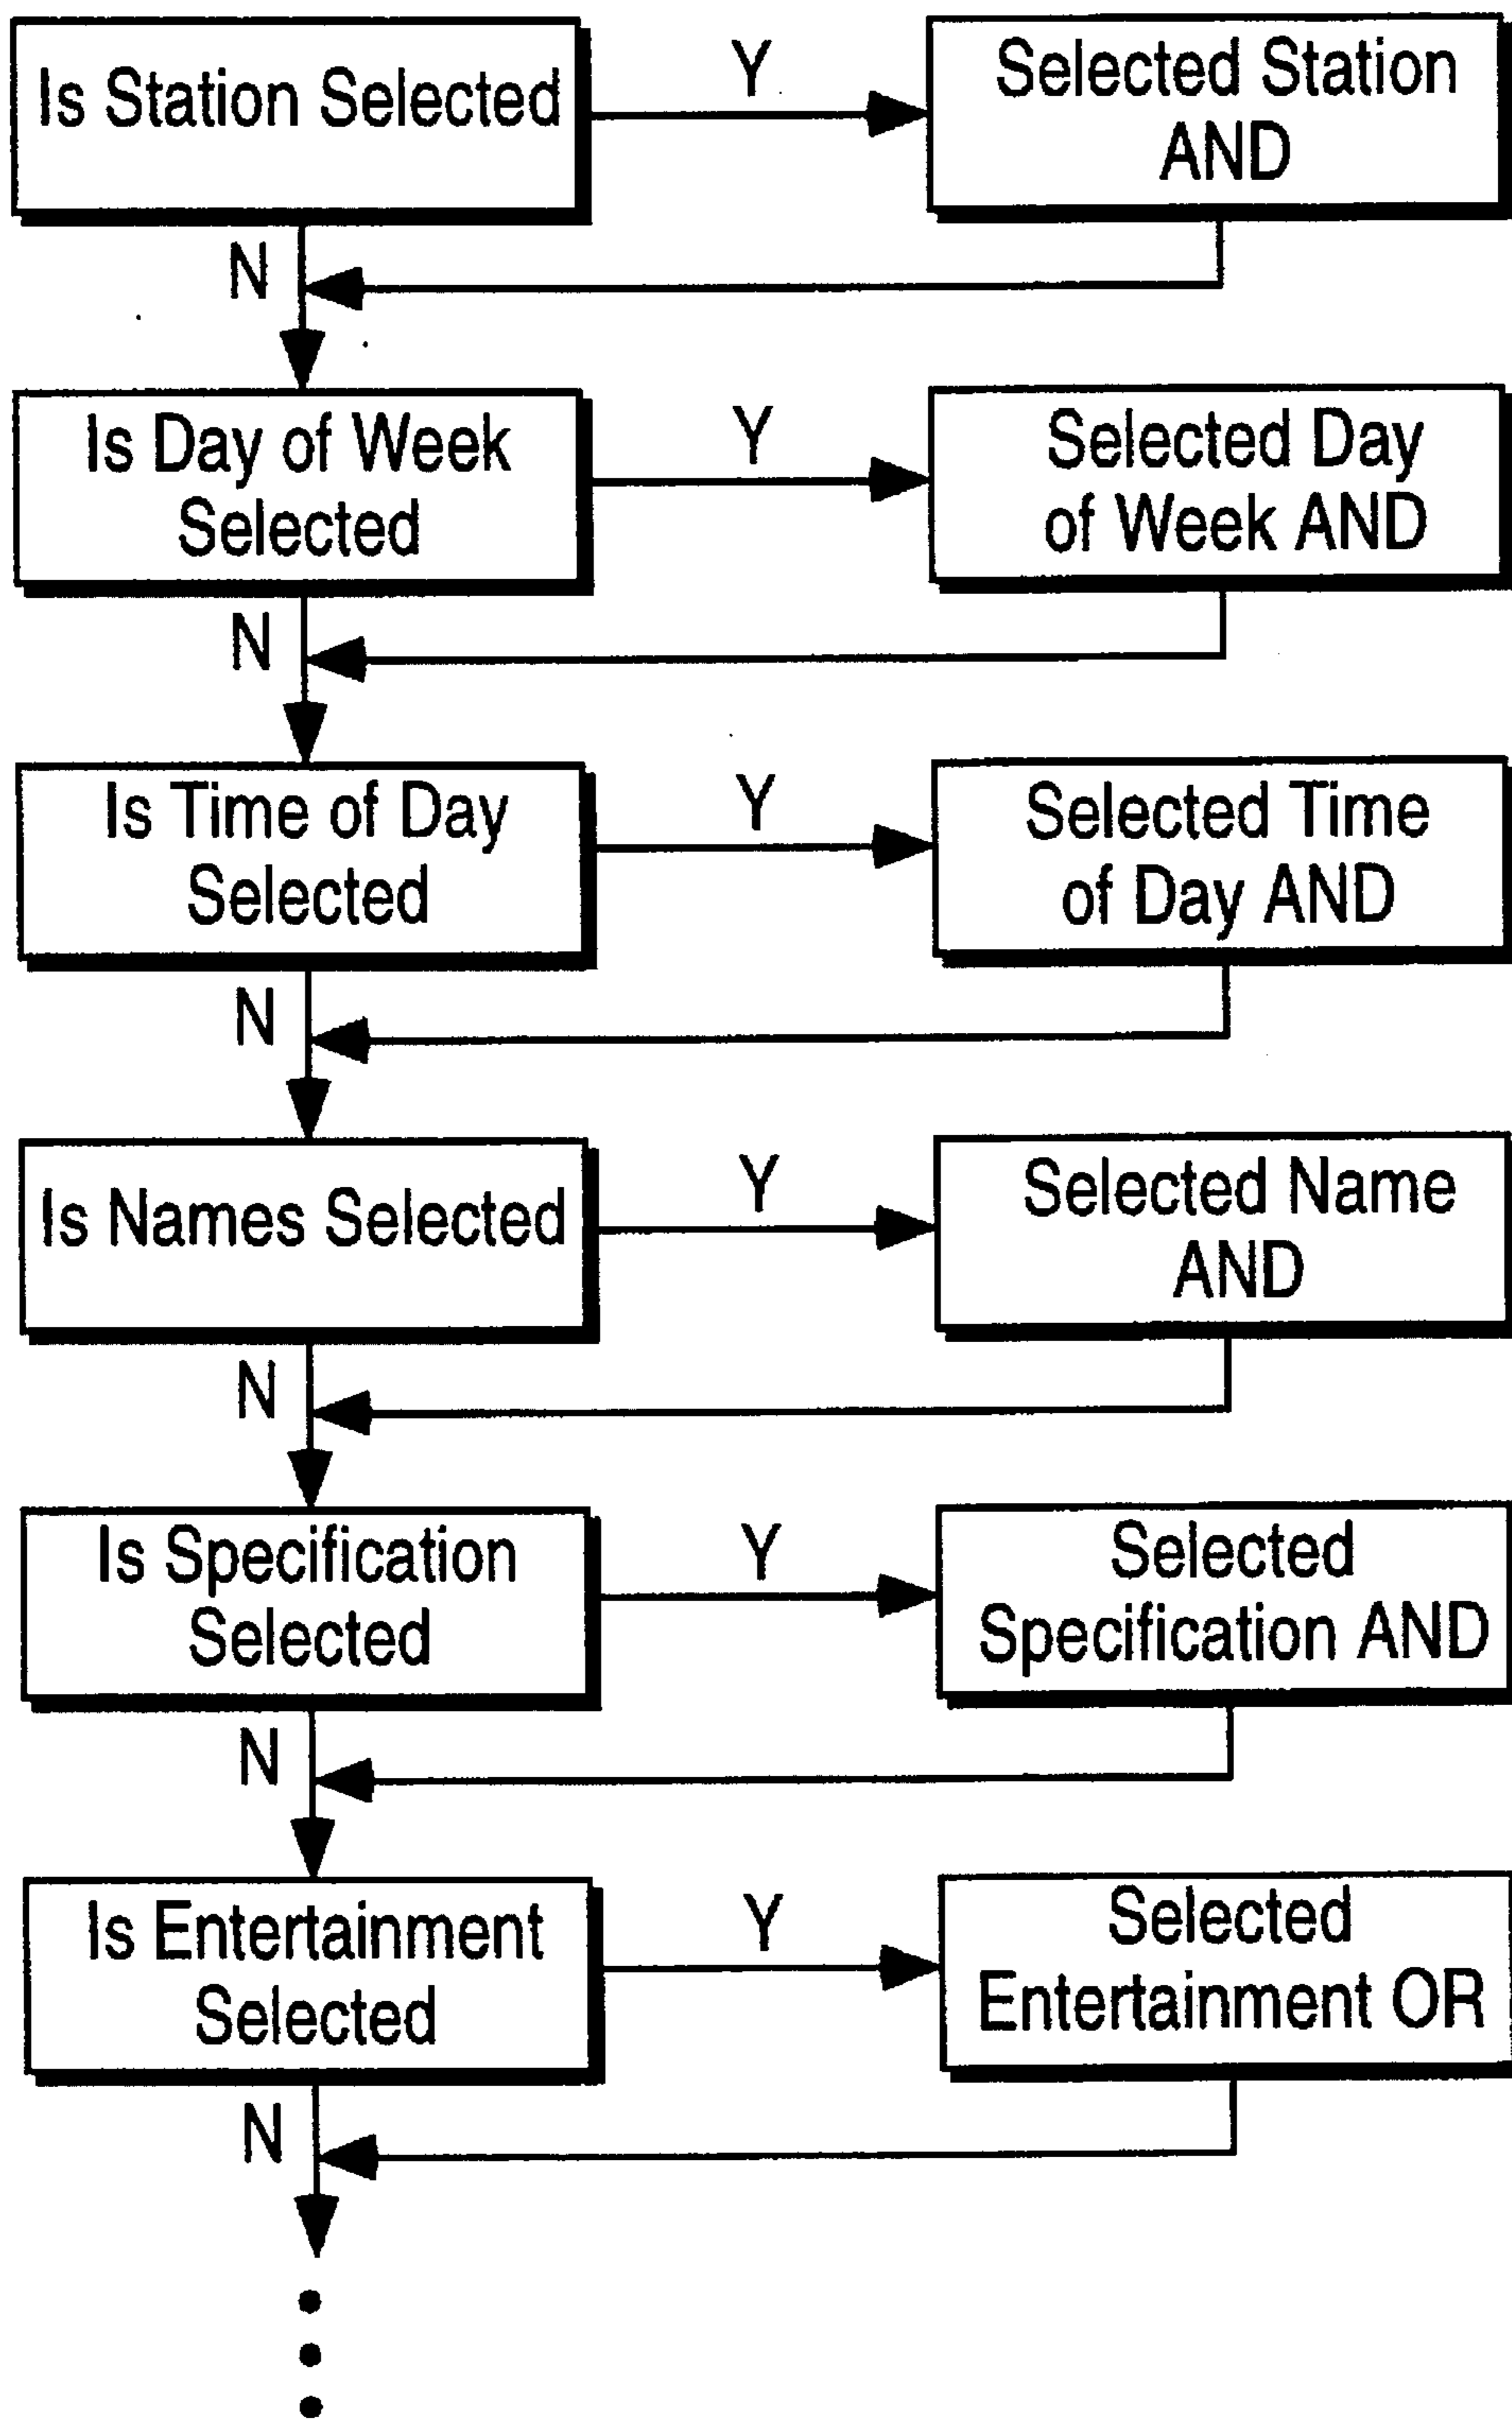 Is Station Selected
Y
Selected Station
AND
N
Is Day of Week
Selected
Y
Selected Day
of Week AND
N
Is Time of Day
Selected
Y
Selected Time
of Day AND
N
Is Names Selected
Y
Selected Name
AND
N
Is Specification
Selected
Y
Selected
Specification AND
N
Is Entertainment
Selected
Y
Selected
Entertainment OR
N